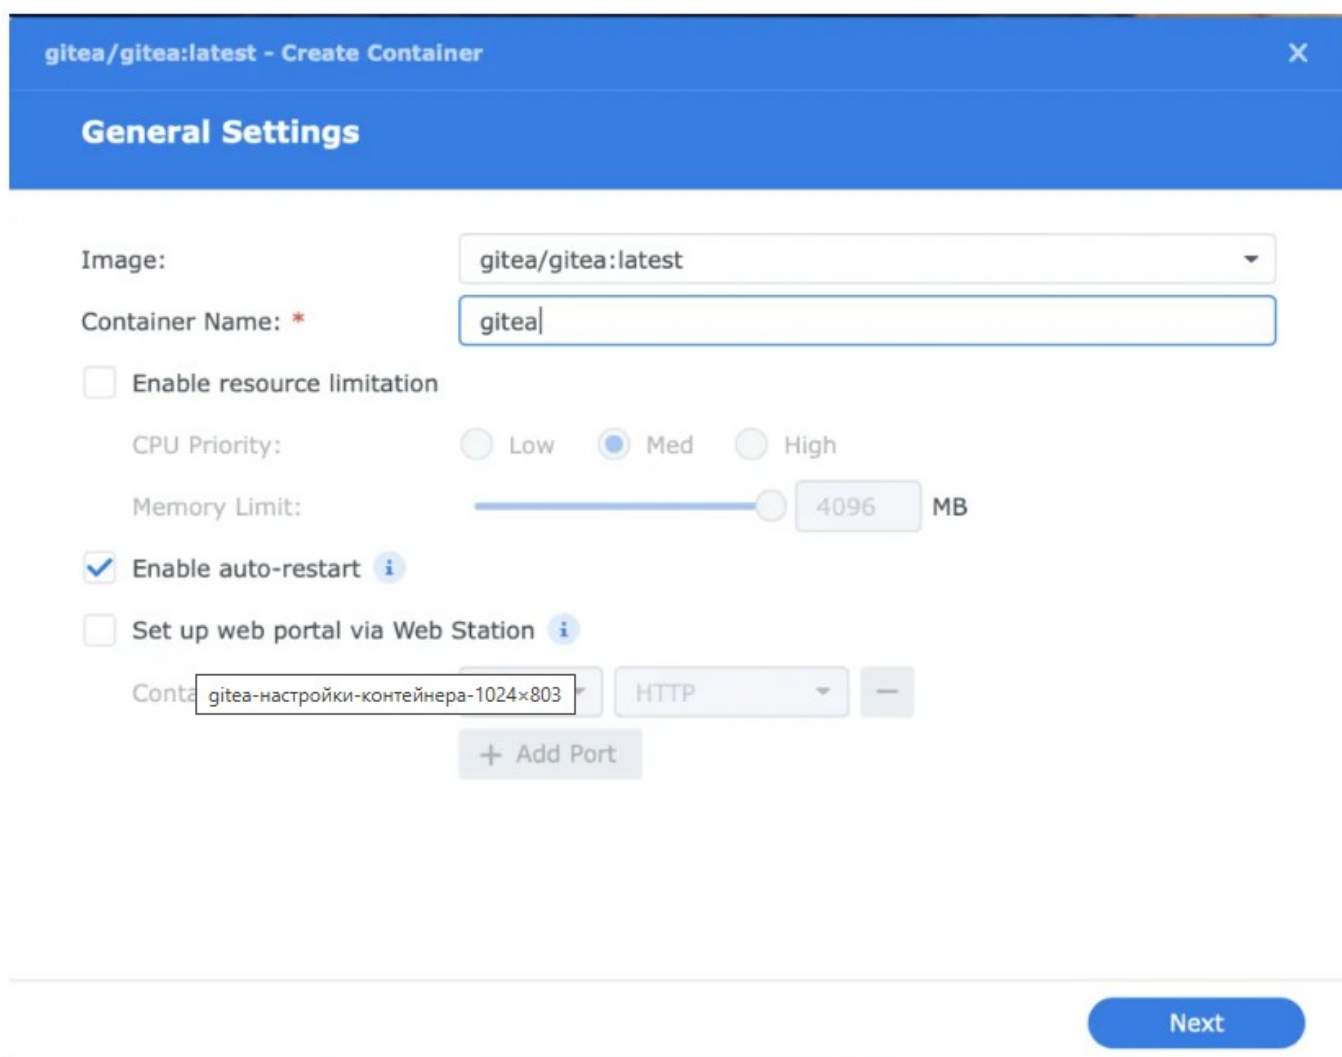 gitea/gitea:latest - Create Container
General Settings
Image: gitea/gitea:latest
Container Name: * gitea
Enable resource limitation
CPU Priority: Low Med High
Memory Limit: 4096 MB
Enable auto-restart i
Set up web portal via Web Station i
gitea-настройки-контейнера-1024×803 HTTP
+ Add Port
Next